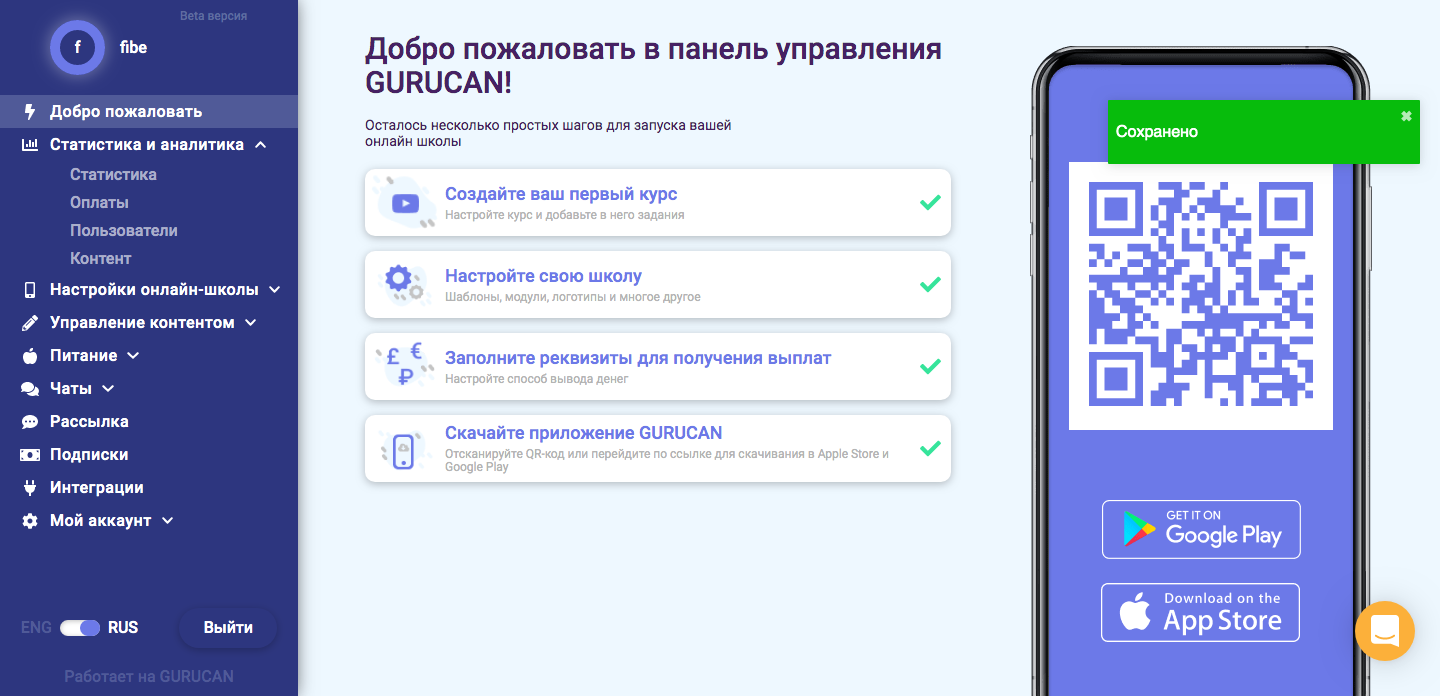 Beta версия
f
fibe
Добро пожаловать
Статистика и аналитика
Статистика
Оплаты
Пользователи
Контент
Настройки онлайн-школы
Управление контентом
Питание
Чаты
Рассылка
Подписки
Интеграции
Мой аккаунт
ENG
RUS
Выйти
Работает на GURUCAN
Добро пожаловать в панель управления
GURUCAN!
Осталось несколько простых шагов для запуска вашей
онлайн школы
Создайте ваш первый курс
Настройте курс и добавьте в него задания
Настройте свою школу
Шаблоны, модули, логотипы и многое другое
£ € ₽
Заполните реквизиты для получения выплат
Настройте способ вывода денег
Скачайте приложение GURUCAN
Отсканируйте QR-код или перейдите по ссылке для скачивания в Apple Store и
Google Play
Сохранено
GET IT ON
Google Play
Download on the
App Store